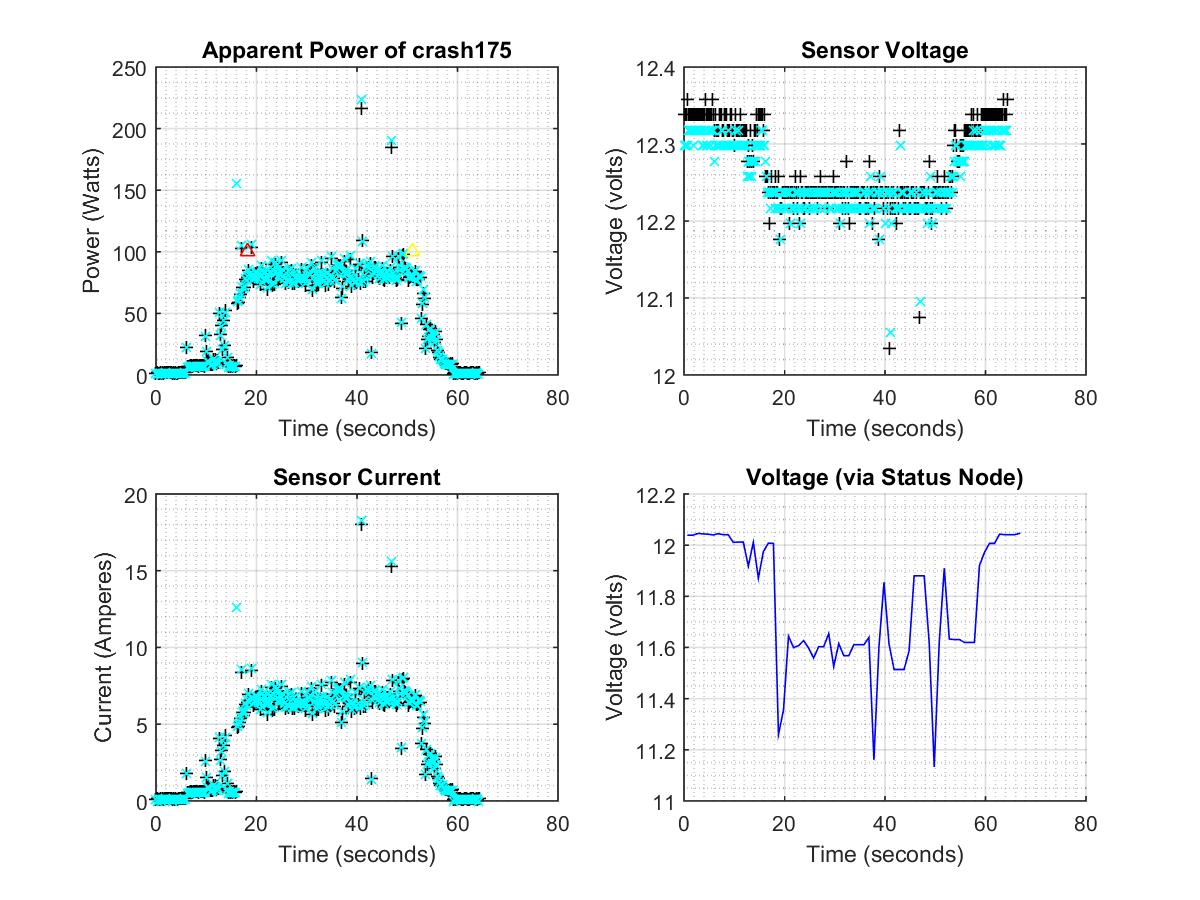 Apparent Power of crash175
250
200
150
100
50
0
Power (Watts)
0 20 40 60 80
Time (seconds)
Sensor Voltage
12.4
12.3
12.2
12.1
12
Voltage (volts)
0 20 40 60 80
Time (seconds)
Sensor Current
20
15
10
5
0
Current (Amperes)
0 20 40 60 80
Time (seconds)
Voltage (via Status Node)
12.2
12
11.8
11.6
11.4
11.2
11
Voltage (volts)
0 20 40 60 80
Time (seconds)